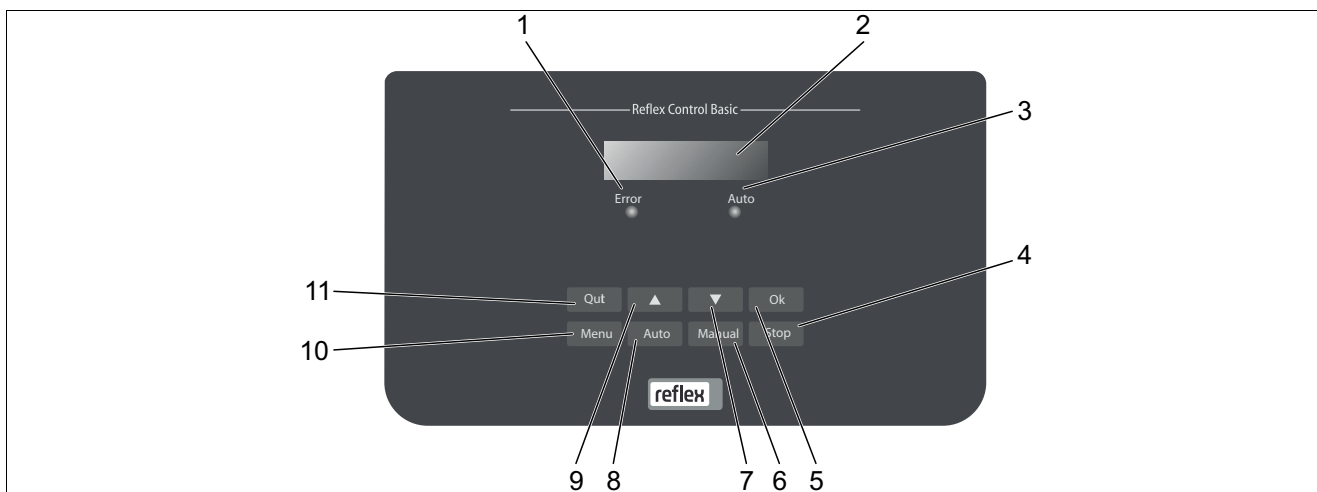 1
2
Reflex Control Basic
3
Error
Auto
4
11
Qut
▲
▼
Ok
10
Menu
Auto
Manual
Stop
reflex
9
8
7
6
5